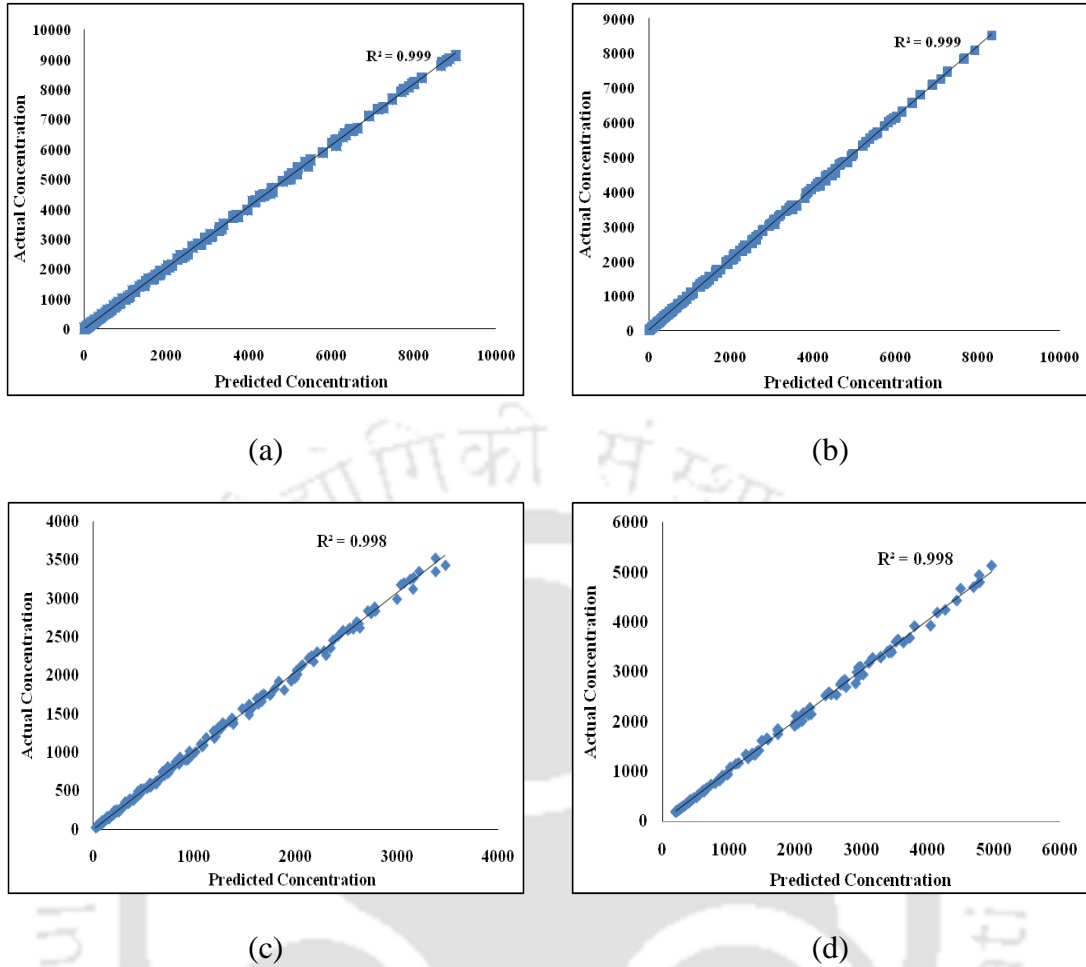 10000
9000
8000
7000
6000
5000
4000
3000
2000
1000
0
Actual Concentration
R² = 0.999
0 2000 4000 6000 8000 10000
Predicted Concentration
(a)
9000
8000
7000
6000
5000
4000
3000
2000
1000
0
Actual Concentration
R² = 0.999
0 2000 4000 6000 8000 10000
Predicted Concentration
(b)
4000
3500
3000
2500
2000
1500
1000
500
0
Actual Concentration
R² = 0.998
0 1000 2000 3000 4000
Predicted Concentration
(c)
6000
5000
4000
3000
2000
1000
0
Actual Concentration
R² = 0.998
0 1000 2000 3000 4000 5000 6000
Predicted Concentration
(d)